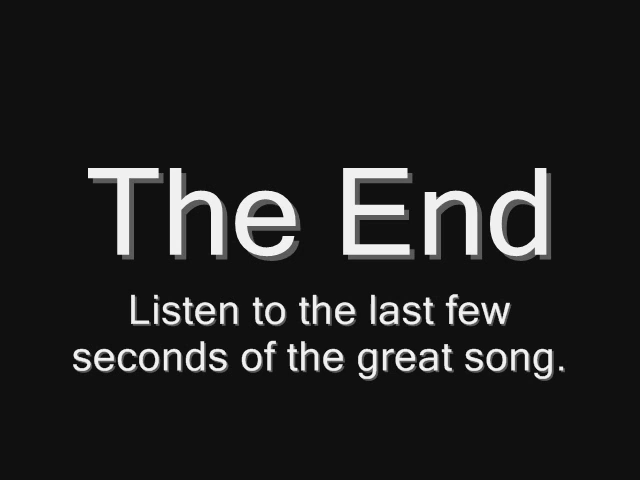 The End
Listen to the last few
seconds of the great song.